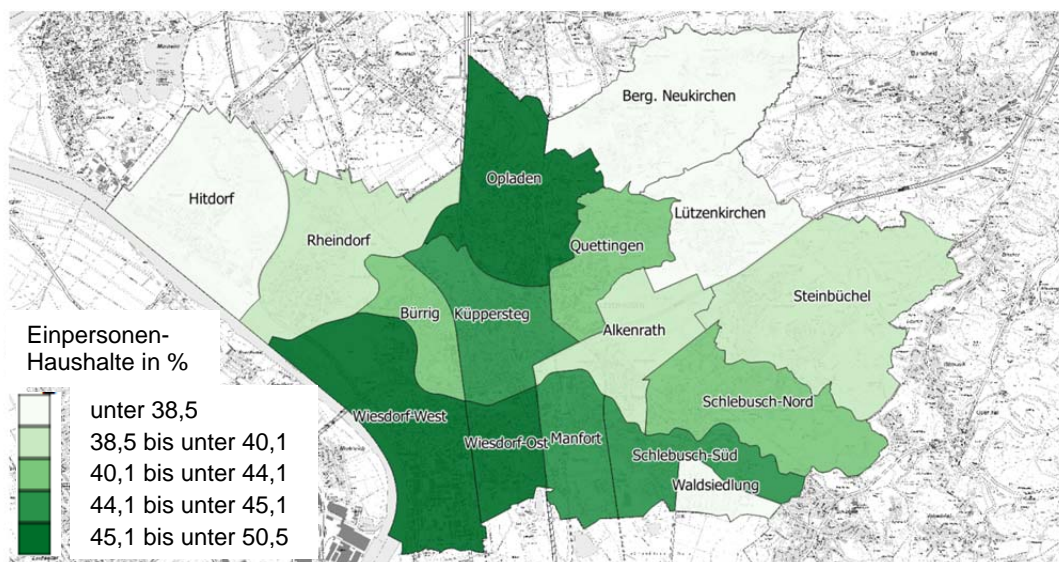 Berg. Neukirchen
Opladen
Hitdorf
Lützenkirchen
Rheindorf
Quettingen
Steinbüchel
Bürrig
Küppersteg
Alkenrath
Schlebusch-Nord
Wiesdorf-West
Wiesdorf-Ost
Manfort
Schlebusch-Süd
Waldsiedlung
Einpersonen-
Haushalte in %
unter 38,5
38,5 bis unter 40,1
40,1 bis unter 44,1
44,1 bis unter 45,1
45,1 bis unter 50,5